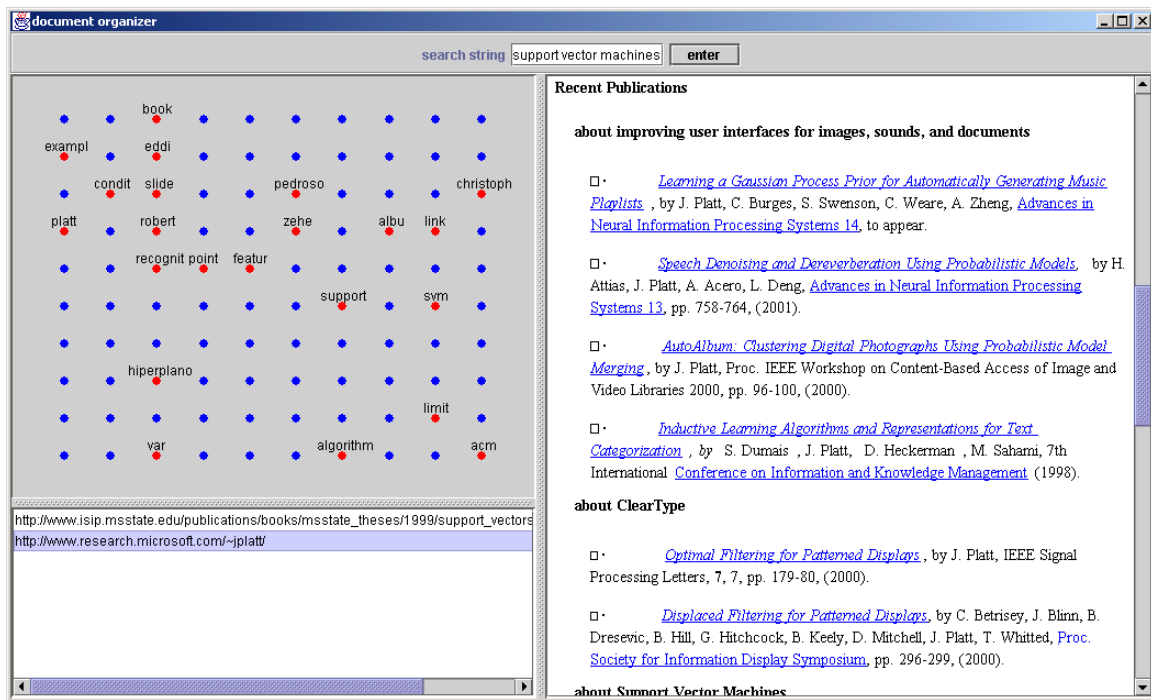 document organizer
search string support vector machines enter
book
exampl eddi
condit slide pedroso christoph
platt robert zehe albu link
recognit point featur
support svm
hiperplano
limit
var algorithm acm
http://www.isip.msstate.edu/publications/books/msstate_theses/1999/support_vectors
http://www.research.microsoft.com/~jplatt/
Recent Publications
about improving user interfaces for images, sounds, and documents
□· Learning a Gaussian Process Prior for Automatically Generating Music
Playlists , by J. Platt, C. Burges, S. Swenson, C. Weare, A. Zheng, Advances in
Neural Information Processing Systems 14, to appear.
□· Speech Denoising and Dereverberation Using Probabilistic Models, by H.
Attias, J. Platt, A. Acero, L. Deng, Advances in Neural Information Processing
Systems 13, pp. 758-764, (2001).
□· AutoAlbum: Clustering Digital Photographs Using Probabilistic Model
Merging, by J. Platt, Proc. IEEE Workshop on Content-Based Access of Image and
Video Libraries 2000, pp. 96-100, (2000).
□· Inductive Learning Algorithms and Representations for Text
Categorization , by S. Dumais , J. Platt, D. Heckerman , M. Sahami, 7th
International Conference on Information and Knowledge Management (1998).
about ClearType
□· Optimal Filtering for Patterned Displays , by J. Platt, IEEE Signal
Processing Letters, 7, 7, pp. 179-80, (2000).
□· Displaced Filtering for Patterned Displays, by C. Betrisey, J. Blinn, B.
Dresevic, B. Hill, G. Hitchcock, B. Keely, D. Mitchell, J. Platt, T. Whitted, Proc.
Society for Information Display Symposium, pp. 296-299, (2000).
about Support Vector Machines